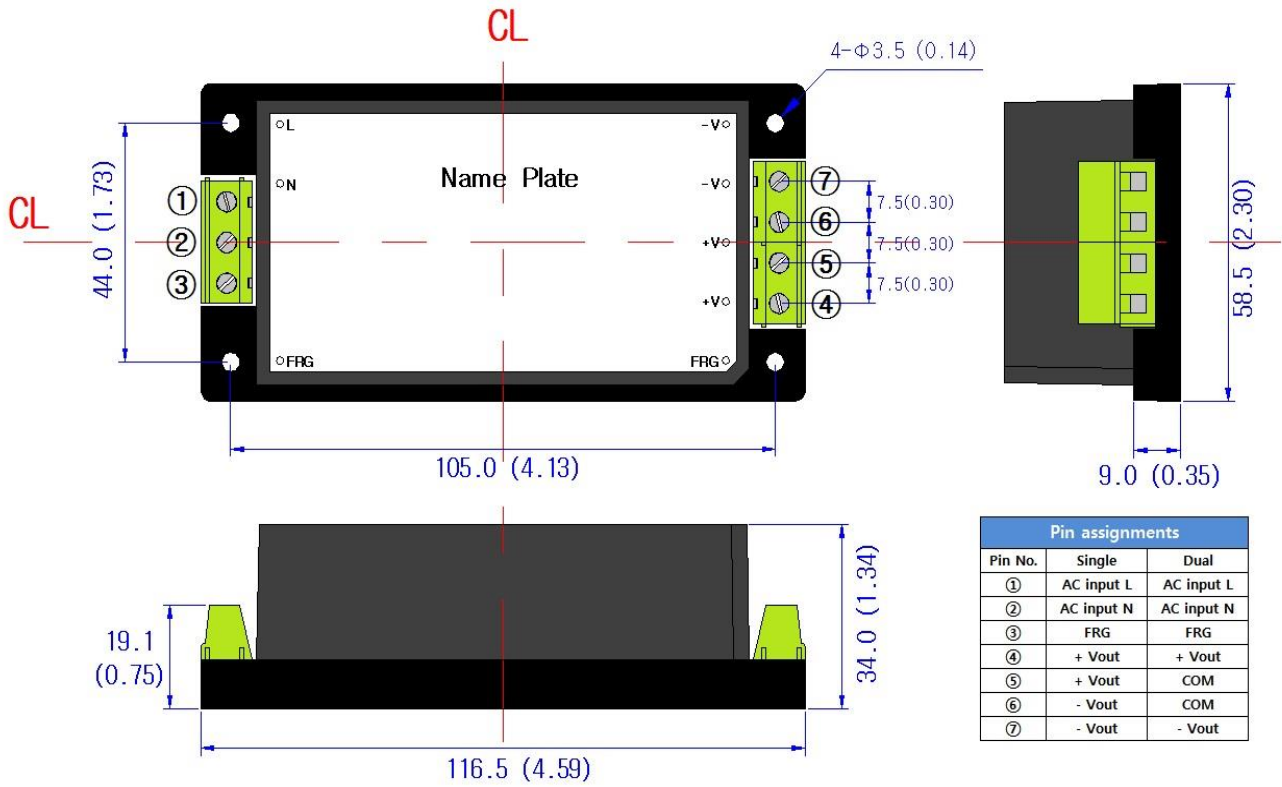 CL
4-Φ3.5 (0.14)
L
-V
N
Name Plate
-V
+V
+V
FRG
FRG
CL
①
②
③
⑦
⑥
⑤
④
7.5(0.30)
7.5(0.30)
7.5(0.30)
44.0 (1.73)
58.5 (2.30)
105.0 (4.13)
9.0 (0.35)
19.1
(0.75)
34.0 (1.34)
116.5 (4.59)
Pin assignments
Pin No. Single Dual
① AC input L AC input L
② AC input N AC input N
③ FRG FRG
④ + Vout + Vout
⑤ + Vout COM
⑥ - Vout COM
⑦ - Vout - Vout